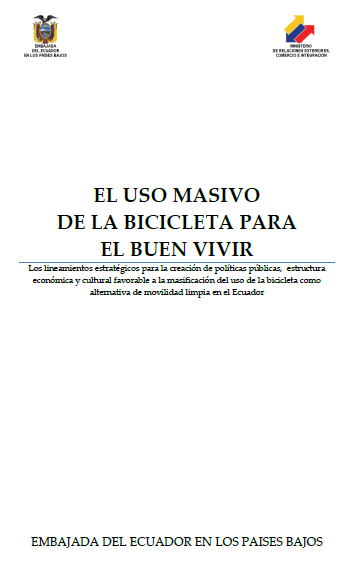 EMBAJADA
DEL ECUADOR
EN LOS PAISES BAJOS
MINISTERIO
DE RELACIONES EXTERIORES,
COMERCIO E INTEGRACIÓN
EL USO MASIVO
DE LA BICICLETA PARA
EL BUEN VIVIR
Los lineamientos estratégicos para la creación de políticas públicas, estructura
económica y cultural favorable a la masificación del uso de la bicicleta como
alternativa de movilidad limpia en el Ecuador
EMBAJADA DEL ECUADOR EN LOS PAISES BAJOS